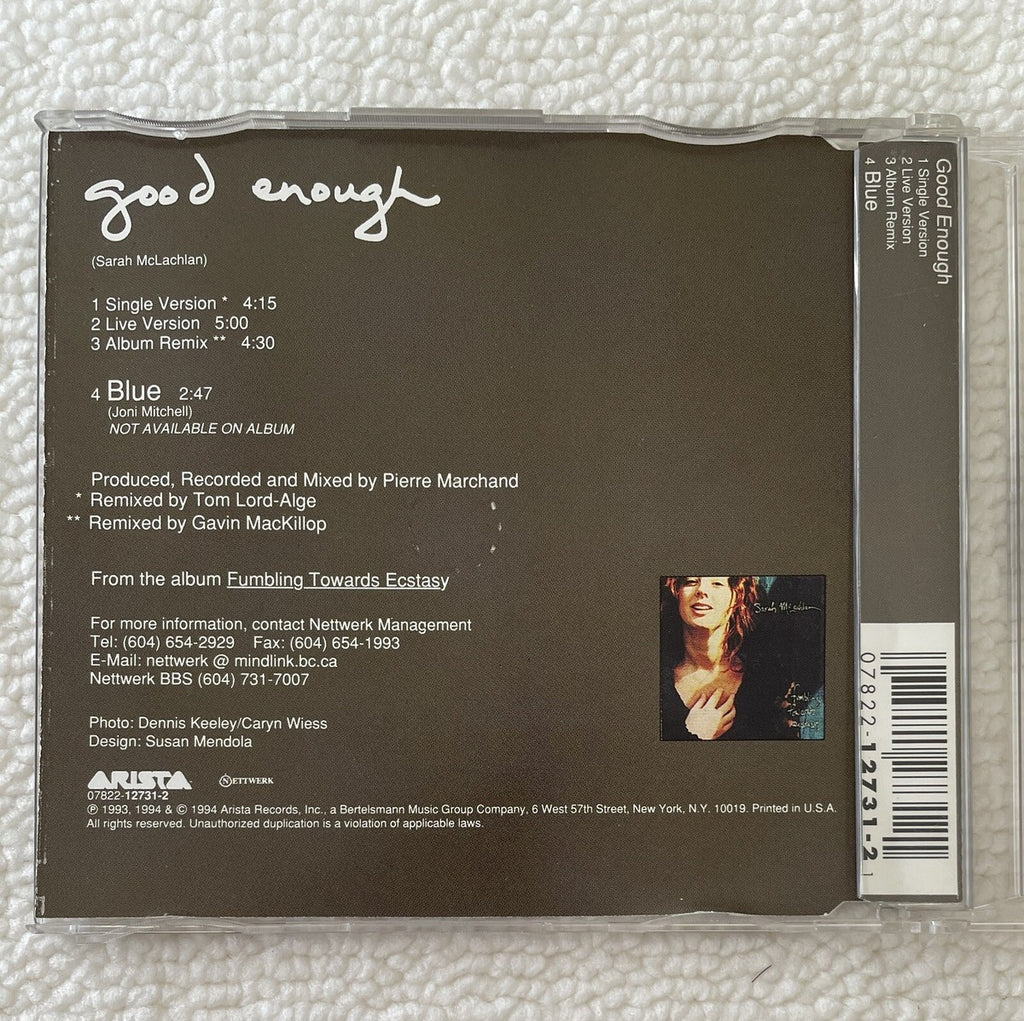 good enough
(Sarah McLachlan)
1 Single Version * 4:15
2 Live Version 5:00
3 Album Remix ** 4:30
4 Blue 2:47
(Joni Mitchell)
NOT AVAILABLE ON ALBUM
Produced, Recorded and Mixed by Pierre Marchand
* Remixed by Tom Lord-Alge
** Remixed by Gavin MacKillop
From the album Fumbling Towards Ecstasy
For more information, contact Nettwerk Management
Tel: (604) 654-2929 Fax: (604) 654-1993
E-Mail: nettwerk @ mindlink.bc.ca
Nettwerk BBS (604) 731-7007
Photo: Dennis Keeley/Caryn Wiess
Design: Susan Mendola
ARISTA NETTWERK
07822-12731-2
℗ 1993, 1994 & © 1994 Arista Records, Inc., a Bertelsmann Music Group Company, 6 West 57th Street, New York, N.Y. 10019. Printed in U.S.A.
All rights reserved. Unauthorized duplication is a violation of applicable laws.
Sarah McLachlan
Fumbling
Towards
Ecstasy
Good Enough
1 Single Version
2 Live Version
3 Album Remix
4 Blue
07822-12731-2 1